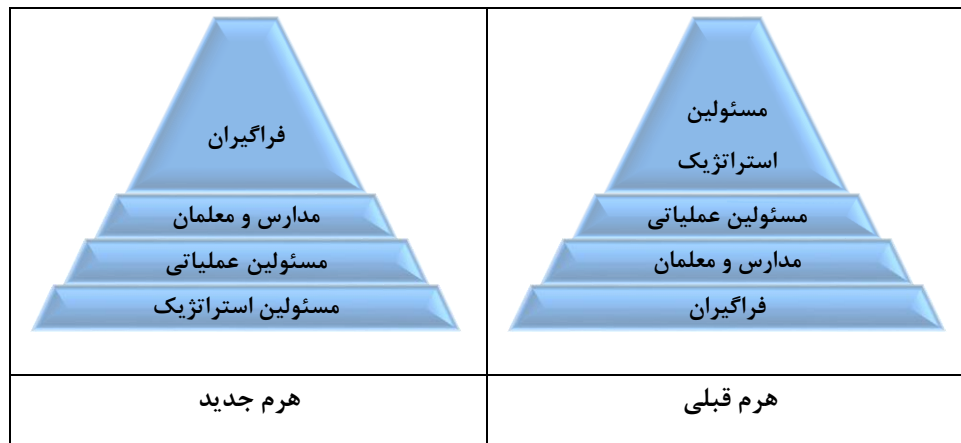 مسئولین
استراتژیک
مسئولین عملیاتی
مدارس و معلمان
فراگیران
هرم قبلی
فراگیران
مدارس و معلمان
مسئولین عملیاتی
مسئولین استراتژیک
هرم جدید